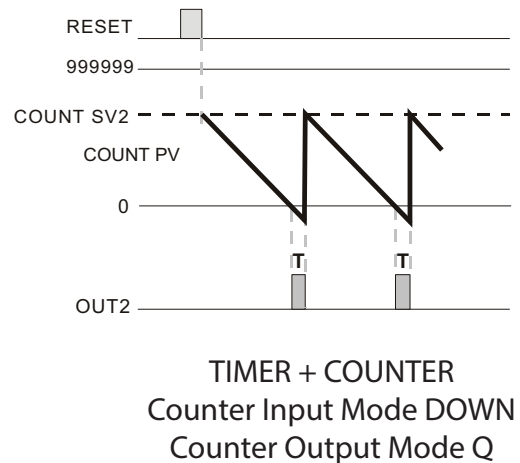 RESET
999999
COUNT SV2
COUNT PV
0
T T
OUT2
TIMER + COUNTER
Counter Input Mode DOWN
Counter Output Mode Q